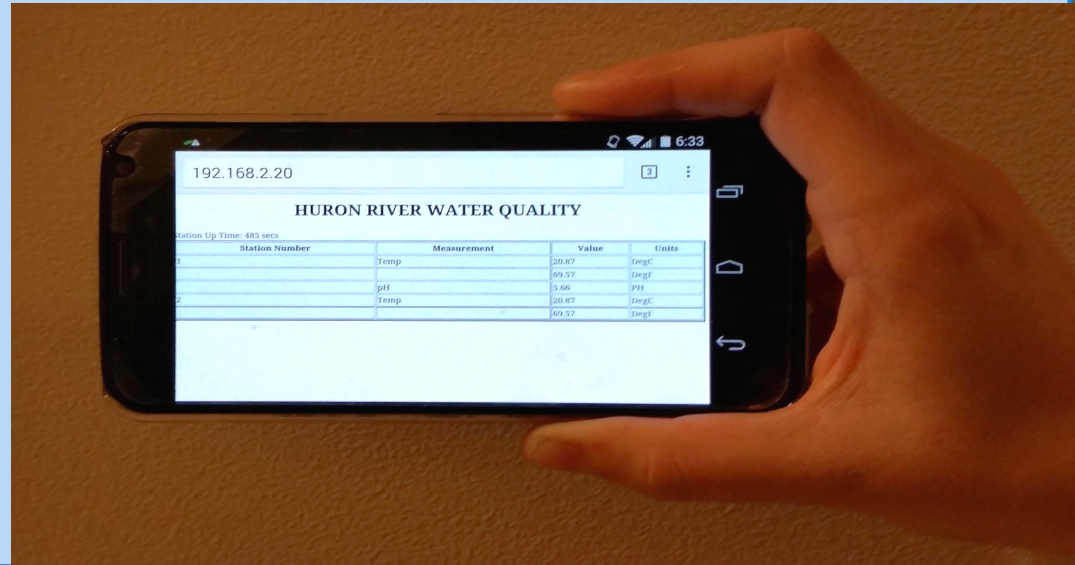 6:33
192.168.2.20
3
HURON RIVER WATER QUALITY
Station Up Time: 485 secs
Station Number Measurement Value Units
1 Temp 20.87 DegC
69.57 DegF
pH 5.66 PH
2 Temp 20.87 DegC
69.57 DegF